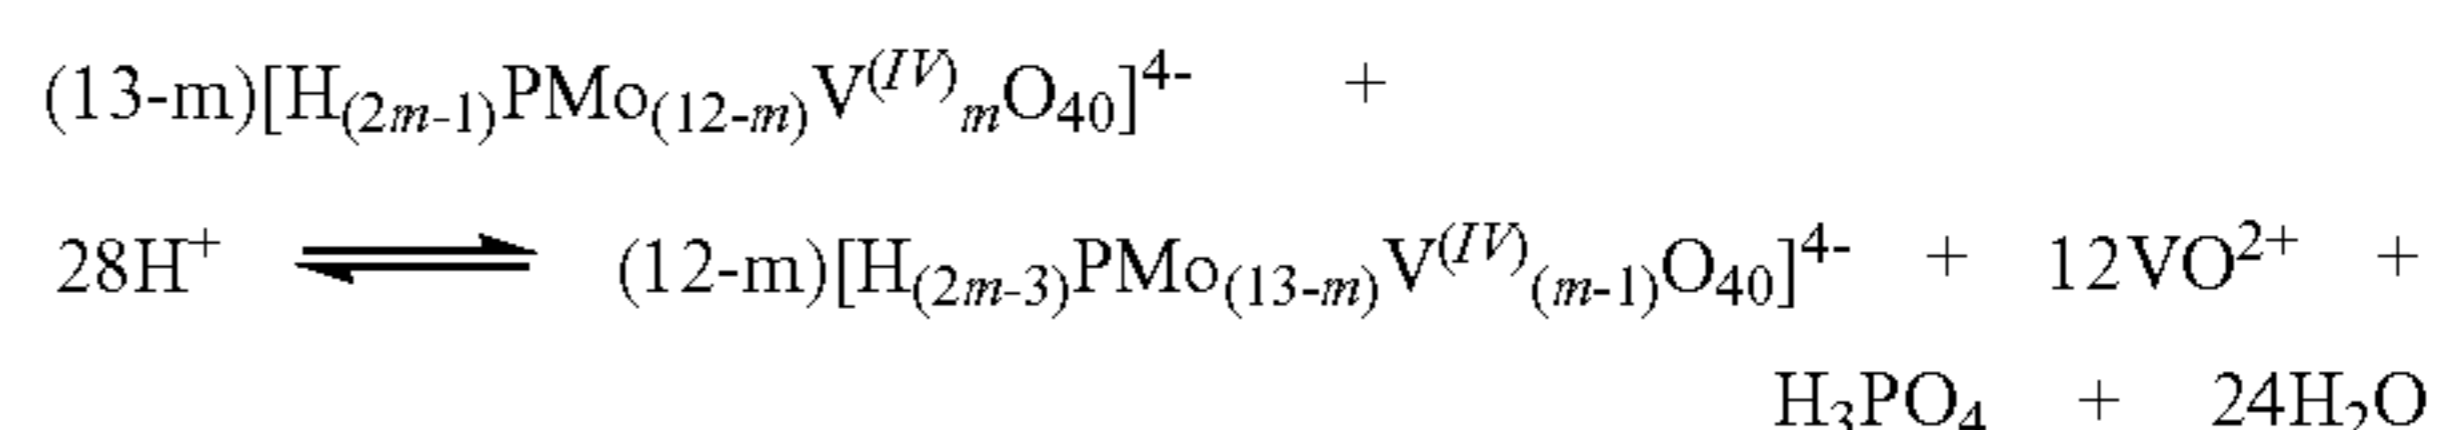 (13-m)[H₍₂ₘ₋₁₎PMo₍₁₂₋ₘ₎V⁽ᴵⱽ⁾ₘO₄₀]⁴⁻ +
28H⁺ ⇌ (12-m)[H₍₂ₘ₋₃₎PMo₍₁₃₋ₘ₎V⁽ᴵⱽ⁾₍ₘ₋₁₎O₄₀]⁴⁻ + 12VO²⁺ +
H₃PO₄ + 24H₂O